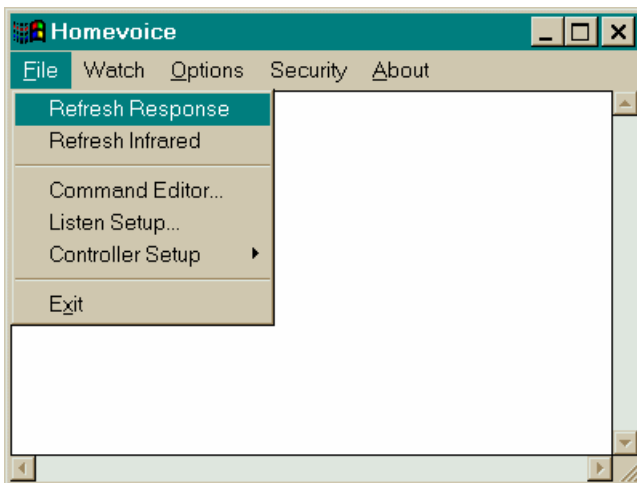 Homevoice
File Watch Options Security About
Refresh Response
Refresh Infrared
Command Editor...
Listen Setup...
Controller Setup
Exit